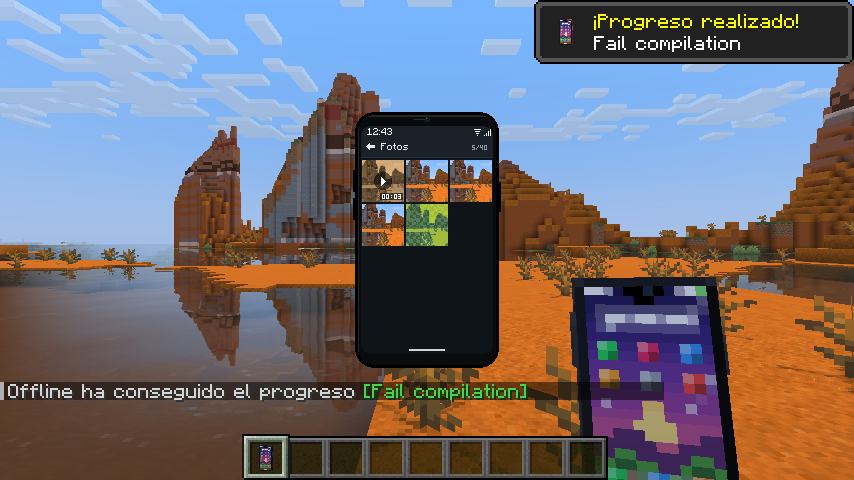 ¡Progreso realizado!
Fail compilation
12:43
Fotos 5/40
00:03
Offline ha conseguido el progreso [Fail compilation]